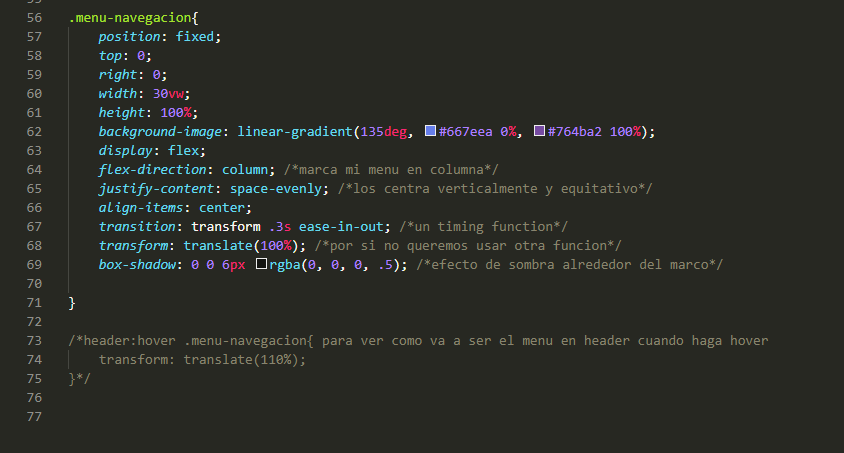 56 .menu-navegacion{
57 position: fixed;
58 top: 0;
59 right: 0;
60 width: 30vw;
61 height: 100%;
62 background-image: linear-gradient(135deg, #667eea 0%, #764ba2 100%);
63 display: flex;
64 flex-direction: column; /*marca mi menu en columna*/
65 justify-content: space-evenly; /*los centra verticalmente y equitativo*/
66 align-items: center;
67 transition: transform .3s ease-in-out; /*un timing function*/
68 transform: translate(100%); /*por si no queremos usar otra funcion*/
69 box-shadow: 0 0 6px rgba(0, 0, 0, .5); /*efecto de sombra alrededor del marco*/
70
71 }
72
73 /*header:hover .menu-navegacion{ para ver como va a ser el menu en header cuando haga hover
74 transform: translate(110%);
75 }*/
76
77